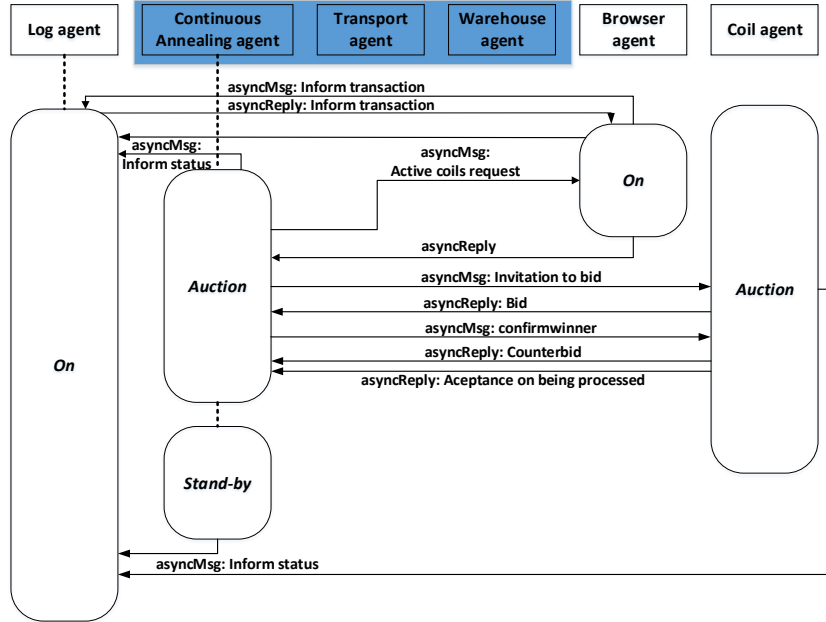 Log agent
Continuous
Annealing agent
Transport
agent
Warehouse
agent
Browser
agent
Coil agent
asyncMsg: Inform transaction
asyncReply: Inform transaction
asyncMsg:
Inform status
asyncMsg:
Active coils request
On
asyncReply
asyncMsg: Invitation to bid
Auction
Auction
asyncReply: Bid
asyncMsg: confirmwinner
asyncReply: Counterbid
On
asyncReply: Aceptance on being processed
Stand-by
asyncMsg: Inform status